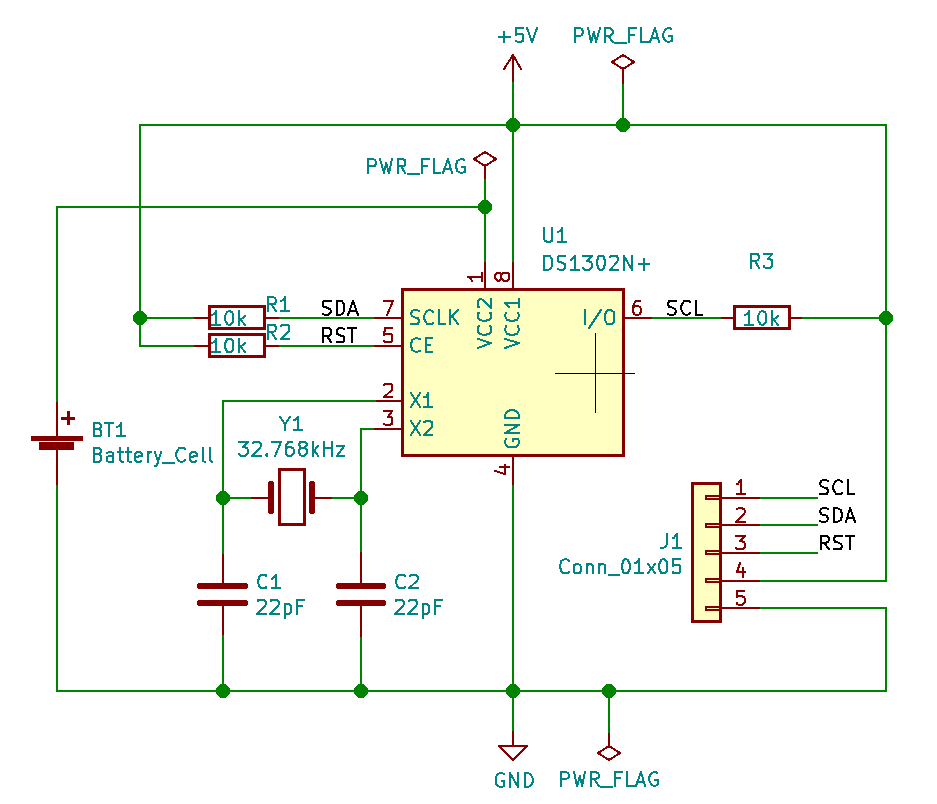 +5V
PWR_FLAG
PWR_FLAG
U1
DS1302N+
R3
1
8
R1
SDA
7
SCLK
VCC2
VCC1
I/O
6
SCL
10k
10k
R2
RST
5
CE
10k
2
X1
3
X2
GND
4
Y1
32.768kHz
+
BT1
Battery_Cell
1
SCL
2
SDA
J1
3
RST
Conn_01x05
4
5
C1
22pF
C2
22pF
GND
PWR_FLAG